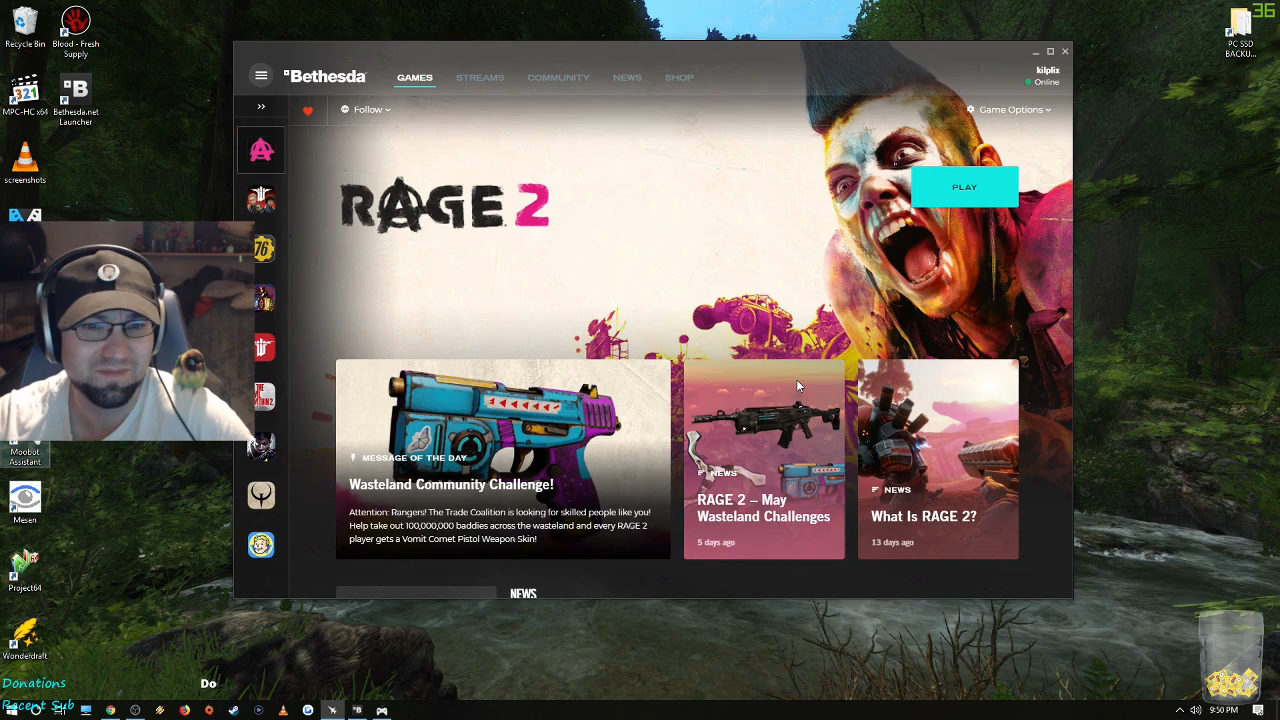 36
Recycle Bin
Blood - Fresh
Supply
PC SSD
BACKU...
MPC-HC x64
Bethesda.net
Launcher
screenshots
Moobot
Assistant
Mesen
Project64
Wonderdraft
Bethesda
GAMES
STREAMS
COMMUNITY
NEWS
SHOP
kilplix
Online
Follow
Game Options
RAGE 2
PLAY
76
MESSAGE OF THE DAY
Wasteland Community Challenge!
Attention: Rangers! The Trade Coalition is looking for skilled people like you!
Help take out 100,000,000 baddies across the wasteland and every RAGE 2
player gets a Vomit Comet Pistol Weapon Skin!
NEWS
RAGE 2 – May
Wasteland Challenges
5 days ago
NEWS
What Is RAGE 2?
13 days ago
NEWS
Donations
Do
Recent Sub
9:50 PM